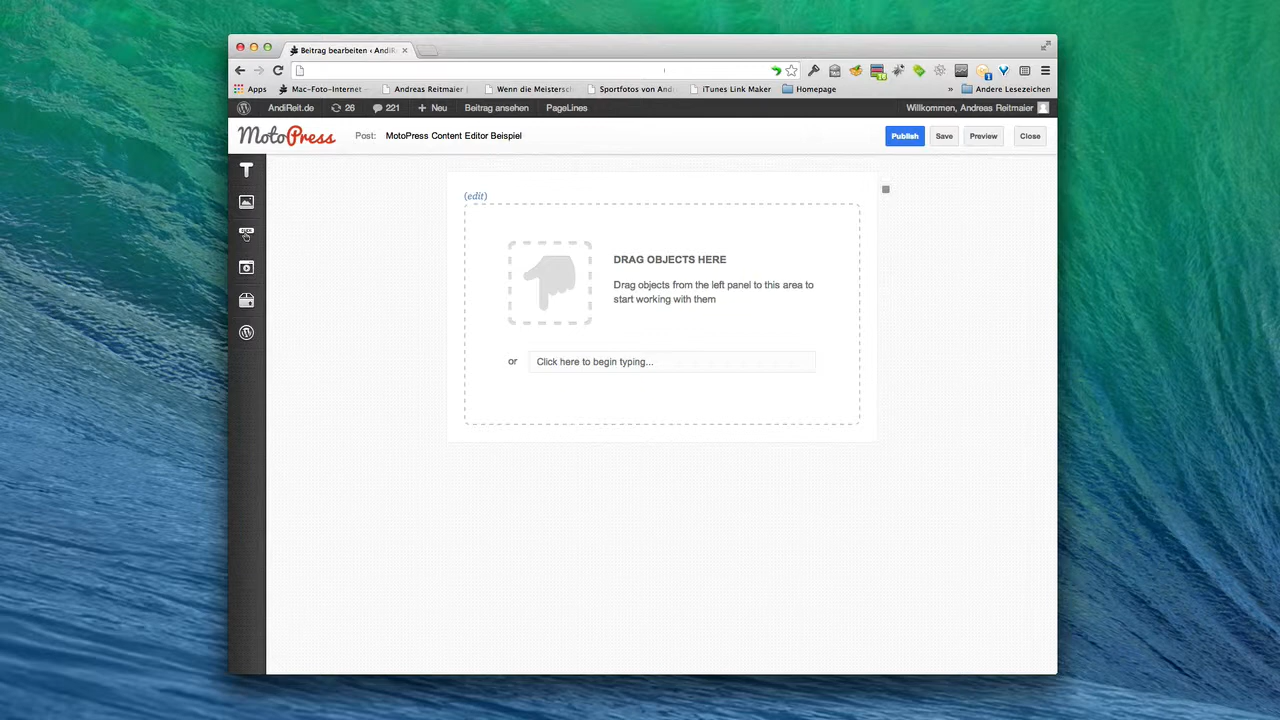 Beitrag bearbeiten ‹ AndiRe
Apps
Mac-Foto-Internet
Andreas Reitmaier
Wenn die Meistersch
Sportfotos von And
iTunes Link Maker
Homepage
»
Andere Lesezeichen
AndiReit.de
26
221
+ Neu
Beitrag ansehen
PageLines
Willkommen, Andreas Reitmaier
MotoPress
Post:
MotoPress Content Editor Beispiel
Publish
Save
Preview
Close
T
(edit)
DRAG OBJECTS HERE
Drag objects from the left panel to this area to
start working with them
or
Click here to begin typing...